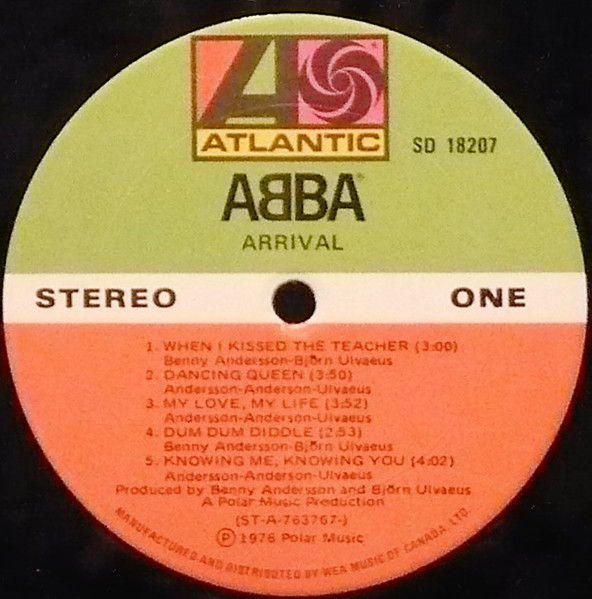 ATLANTIC
SD 18207
ABBA®
ARRIVAL
STEREO ONE
1. WHEN I KISSED THE TEACHER (3:00)
Benny Andersson-Björn Ulvaeus
2. DANCING QUEEN (3:50)
Andersson-Anderson-Ulvaeus
3. MY LOVE, MY LIFE (3:52)
Andersson-Anderson-Ulvaeus
4. DUM DUM DIDDLE (2:53)
Benny Andersson-Björn Ulvaeus
5. KNOWING ME, KNOWING YOU (4:02)
Andersson-Anderson-Ulvaeus
Produced by Benny Andersson and Björn Ulvaeus
A Polar Music Production
(ST-A-763767-)
Ⓟ 1976 Polar Music
MANUFACTURED AND DISTRIBUTED BY WEA MUSIC OF CANADA, LTD.